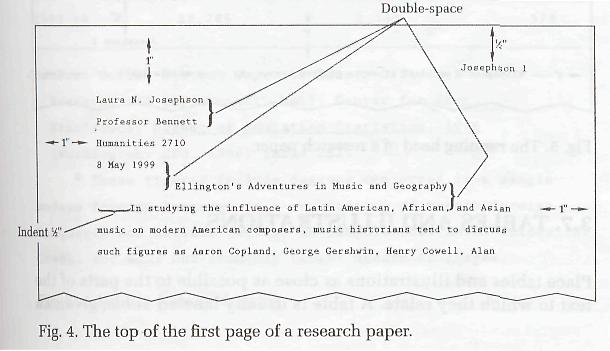 Double-space
1"
½"
Josephson 1
Laura N. Josephson
Professor Bennett
1" Humanities 2710
8 May 1999
Ellington's Adventures in Music and Geography
In studying the influence of Latin American, African, and Asian 1"
Indent ½"
music on modern American composers, music historians tend to discuss
such figures as Aaron Copland, George Gershwin, Henry Cowell, Alan
Fig. 4. The top of the first page of a research paper.